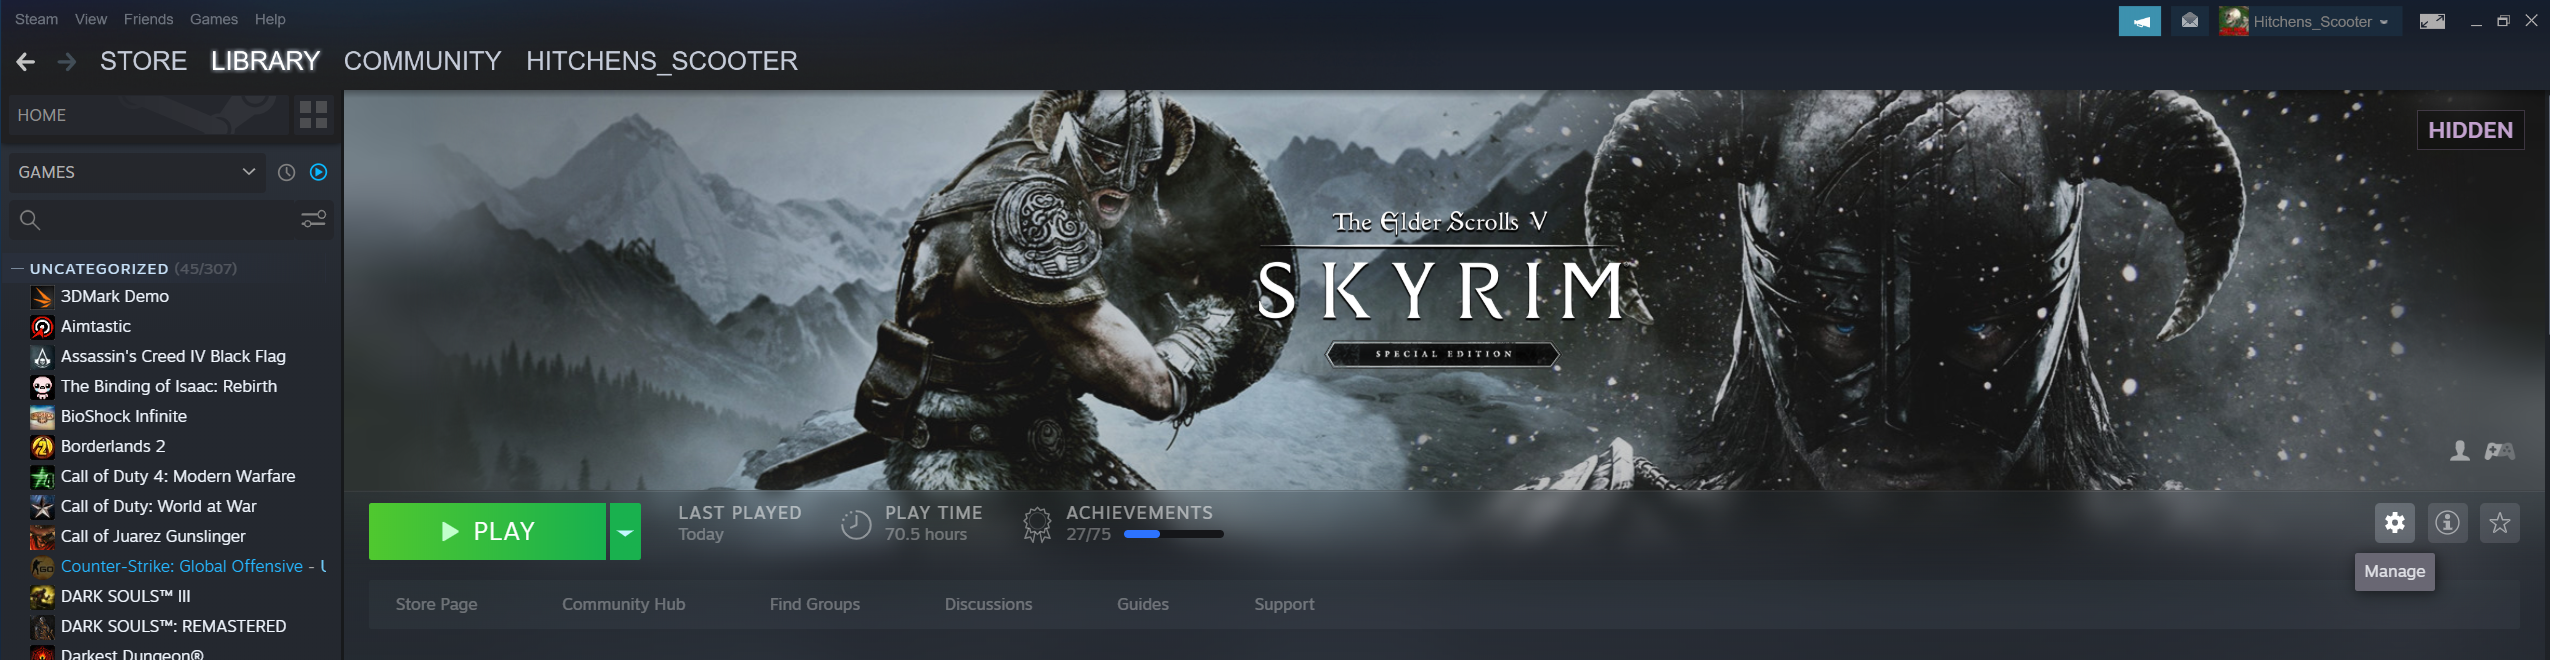 Steam View Friends Games Help
Hitchens_Scooter
STORE LIBRARY COMMUNITY HITCHENS_SCOOTER
HOME
GAMES
UNCATEGORIZED (45/307)
3DMark Demo
Aimtastic
Assassin's Creed IV Black Flag
The Binding of Isaac: Rebirth
BioShock Infinite
Borderlands 2
Call of Duty 4: Modern Warfare
Call of Duty: World at War
Call of Juarez Gunslinger
Counter-Strike: Global Offensive - U
DARK SOULS™ III
DARK SOULS™: REMASTERED
Darkest Dungeon®
HIDDEN
The Elder Scrolls V
SKYRIM
SPECIAL EDITION
PLAY
LAST PLAYED
Today
PLAY TIME
70.5 hours
ACHIEVEMENTS
27/75
Manage
Store Page Community Hub Find Groups Discussions Guides Support